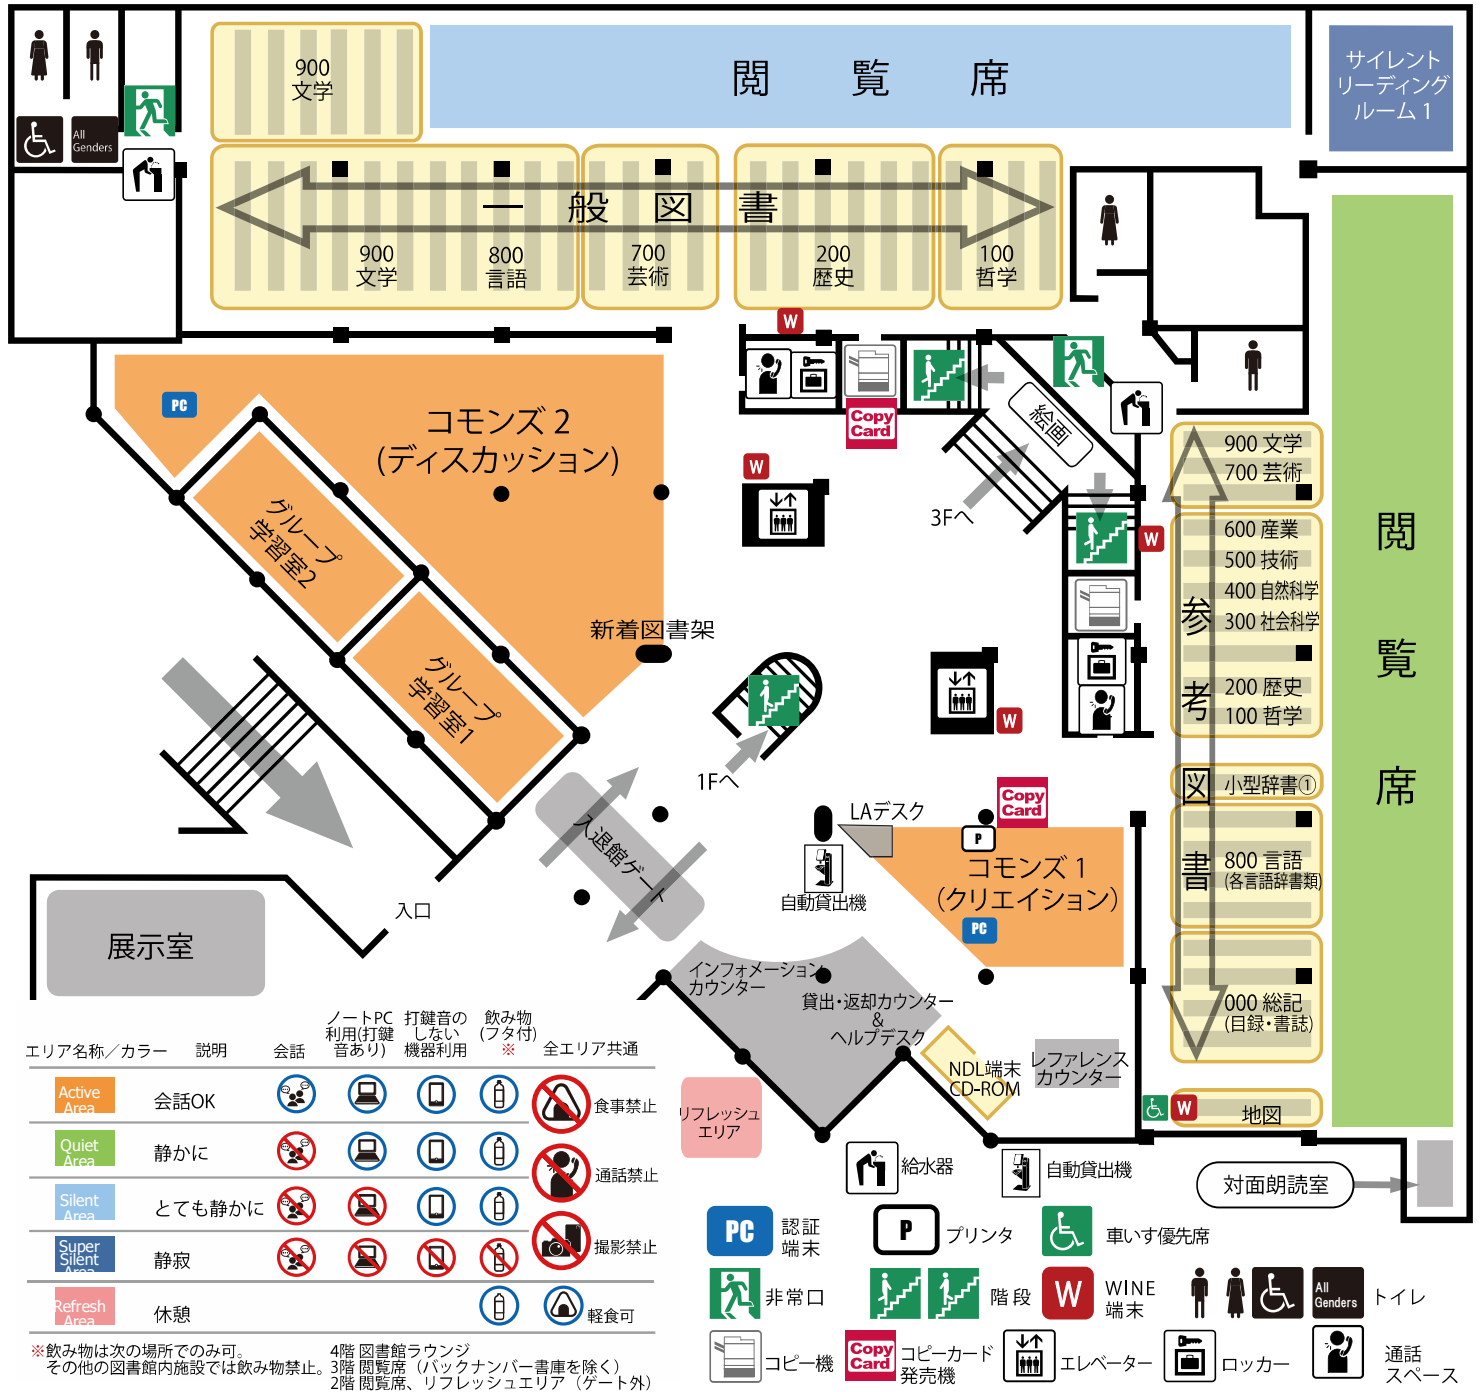 All
Genders
900
文学
閲覧席
サイレント
リーディング
ルーム 1
一般図書
900
文学
800
言語
700
芸術
200
歴史
100
哲学
W
PC
コモンズ 2
(ディスカッション)
Copy
Card
絵画
W
3Fへ
W
グループ
学習室2
グループ
学習室1
新着図書架
1Fへ
W
900 文学
700 芸術
600 産業
500 技術
400 自然科学
300 社会科学
200 歴史
100 哲学
小型辞書①
800 言語
(各言語辞書類)
000 総記
(目録・書誌)
参考図書
地図
W
閲覧席
入退館ゲート
入口
展示室
LAデスク
自動貸出機
Copy
Card
P
コモンズ 1
(クリエイション)
PC
インフォメーション
カウンター
貸出・返却カウンター
&
ヘルプデスク
NDL端末
CD-ROM
レファレンス
カウンター
リフレッシュ
エリア
対面朗読室
エリア名称／カラー
説明
会話
ノートPC
利用(打鍵
音あり)
打鍵音の
しない
機器利用
飲み物
(フタ付)
※
全エリア共通
Active
Area
会話OK
Quiet
Area
静かに
Silent
Area
とても静かに
Super
Silent
Area
静寂
Refresh
Area
休憩
食事禁止
通話禁止
撮影禁止
軽食可
※飲み物は次の場所でのみ可。
その他の図書館内施設では飲み物禁止。
4階 図書館ラウンジ
3階 閲覧席（バックナンバー書庫を除く）
2階 閲覧席、リフレッシュエリア（ゲート外）
給水器
自動貸出機
PC
認証
端末
P
プリンタ
車いす優先席
非常口
階段
W
WINE
端末
All
Genders
トイレ
コピー機
Copy
Card
コピーカード
発売機
エレベーター
ロッカー
通話
スペース